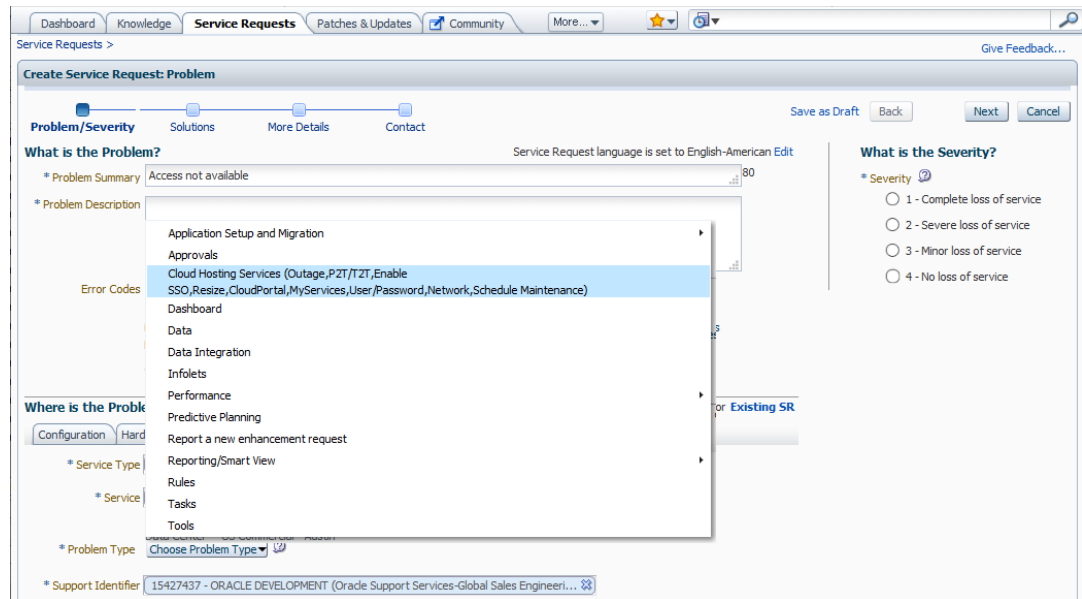 Dashboard Knowledge Service Requests Patches & Updates Community More...
Service Requests >
Give Feedback...
Create Service Request: Problem
Problem/Severity Solutions More Details Contact
Save as Draft Back Next Cancel
What is the Problem?
Service Request language is set to English-American Edit
* Problem Summary Access not available
80
* Problem Description
Application Setup and Migration
Approvals
Cloud Hosting Services (Outage,P2T/T2T,Enable
SSO,Resize,CloudPortal,MyServices,User/Password,Network,Schedule Maintenance)
Dashboard
Data
Data Integration
Infolets
Performance
Predictive Planning
Report a new enhancement request
Reporting/Smart View
Rules
Tasks
Tools
Error Codes
What is the Severity?
* Severity
1 - Complete loss of service
2 - Severe loss of service
3 - Minor loss of service
4 - No loss of service
Where is the Proble
or Existing SR
Configuration Hard
* Service Type
* Service
* Problem Type Choose Problem Type
* Support Identifier 15427437 - ORACLE DEVELOPMENT (Oracle Support Services-Global Sales Engineeri...